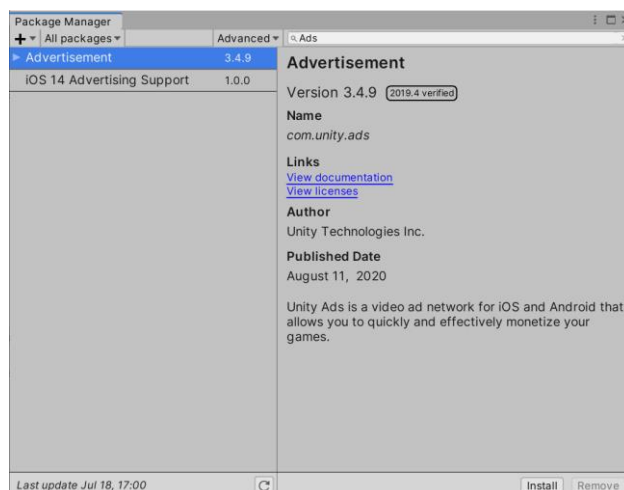 Package Manager
All packages
Advanced
Ads
Advertisement 3.4.9
iOS 14 Advertising Support 1.0.0
Advertisement
Version 3.4.9 2019.4 verified
Name
com.unity.ads
Links
View documentation
View licenses
Author
Unity Technologies Inc.
Published Date
August 11, 2020
Unity Ads is a video ad network for iOS and Android that
allows you to quickly and effectively monetize your
games.
Last update Jul 18, 17:00
Install Remove